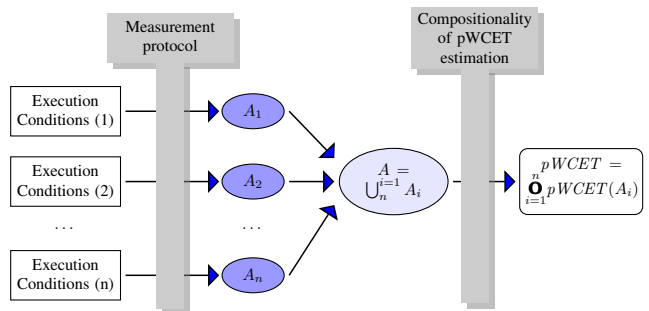 Measurement
protocol
Compositionality
of pWCET
estimation
Execution
Conditions (1)
A₁
Execution
Conditions (2)
A₂
A =
⋃ᵢ₌₁ₙ Aᵢ
pWCET =
n
O pWCET(Aᵢ)
i=1
...
...
Execution
Conditions (n)
Aₙ